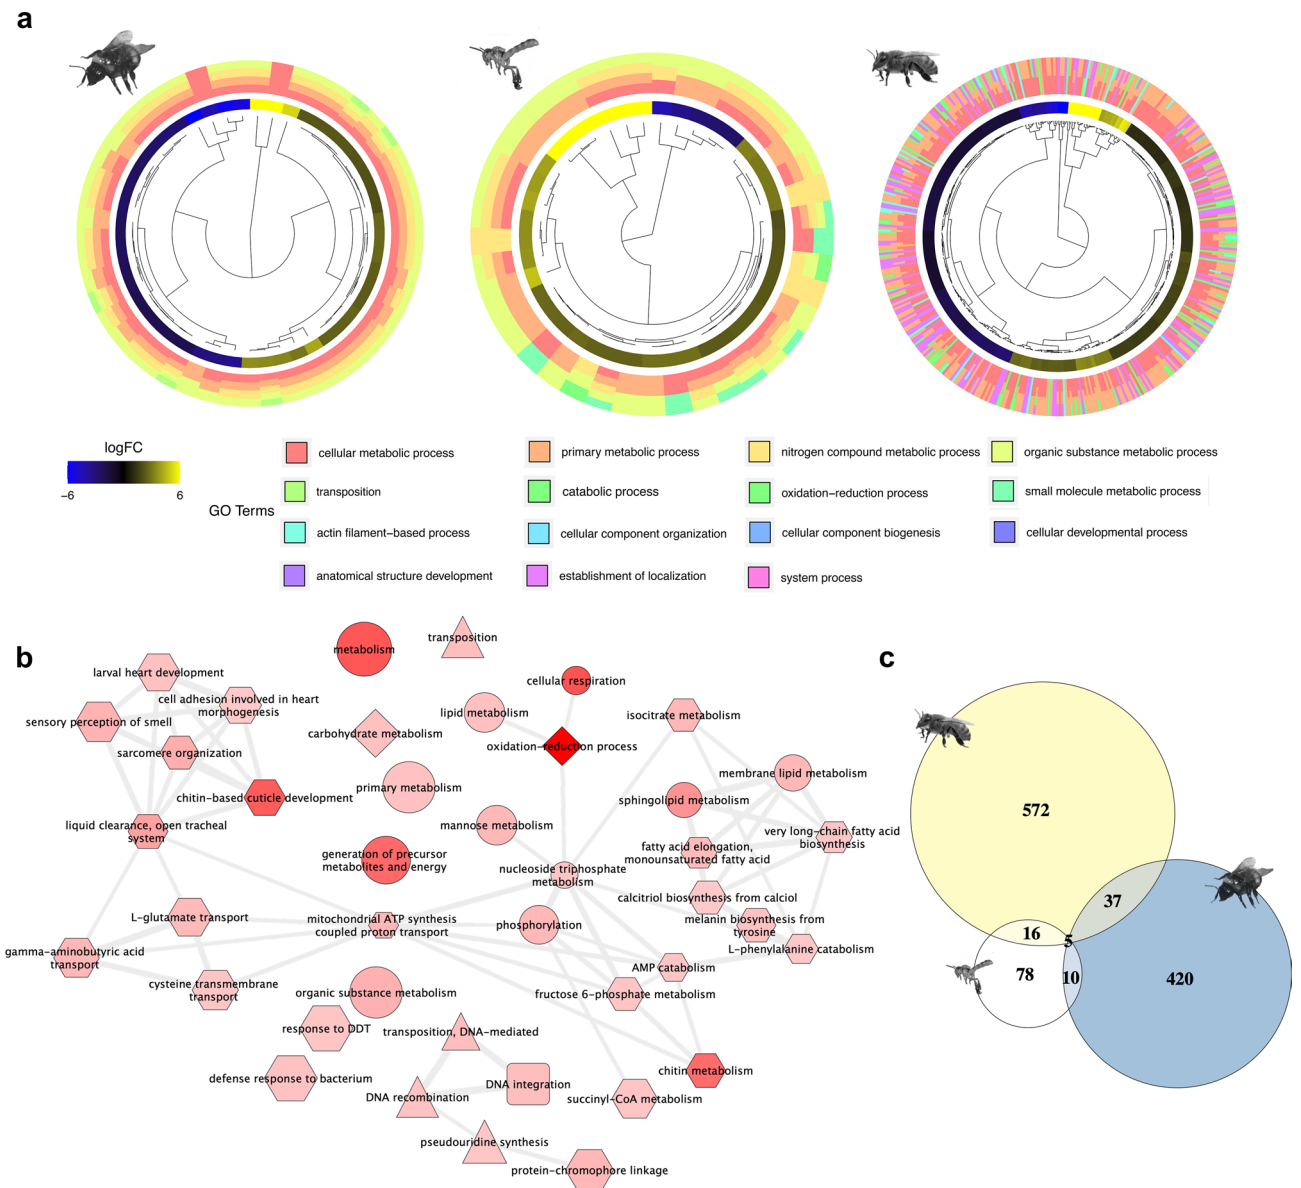 a
logFC
-6
6
GO Terms
cellular metabolic process
primary metabolic process
nitrogen compound metabolic process
organic substance metabolic process
transposition
catabolic process
oxidation-reduction process
small molecule metabolic process
actin filament-based process
cellular component organization
cellular component biogenesis
cellular developmental process
anatomical structure development
establishment of localization
system process
b
larval heart development
cell adhesion involved in heart
morphogenesis
sensory perception of smell
sarcomere organization
chitin-based cuticle development
liquid clearance, open tracheal
system
metabolism
transposition
cellular respiration
lipid metabolism
carbohydrate metabolism
oxidation-reduction process
isocitrate metabolism
primary metabolism
membrane lipid metabolism
sphingolipid metabolism
mannose metabolism
very long-chain fatty acid
biosynthesis
generation of precursor
metabolites and energy
fatty acid elongation,
monounsaturated fatty acid
nucleoside triphosphate
metabolism
calcitriol biosynthesis from calciol
L-glutamate transport
mitochondrial ATP synthesis
coupled proton transport
phosphorylation
melanin biosynthesis from
tyrosine
L-phenylalanine catabolism
gamma-aminobutyric acid
transport
AMP catabolism
cysteine transmembrane
transport
organic substance metabolism
fructose 6-phosphate metabolism
response to DDT
transposition, DNA-mediated
defense response to bacterium
chitin metabolism
DNA integration
DNA recombination
succinyl-CoA metabolism
pseudouridine synthesis
protein-chromophore linkage
c
572
37
16
5
78
10
420